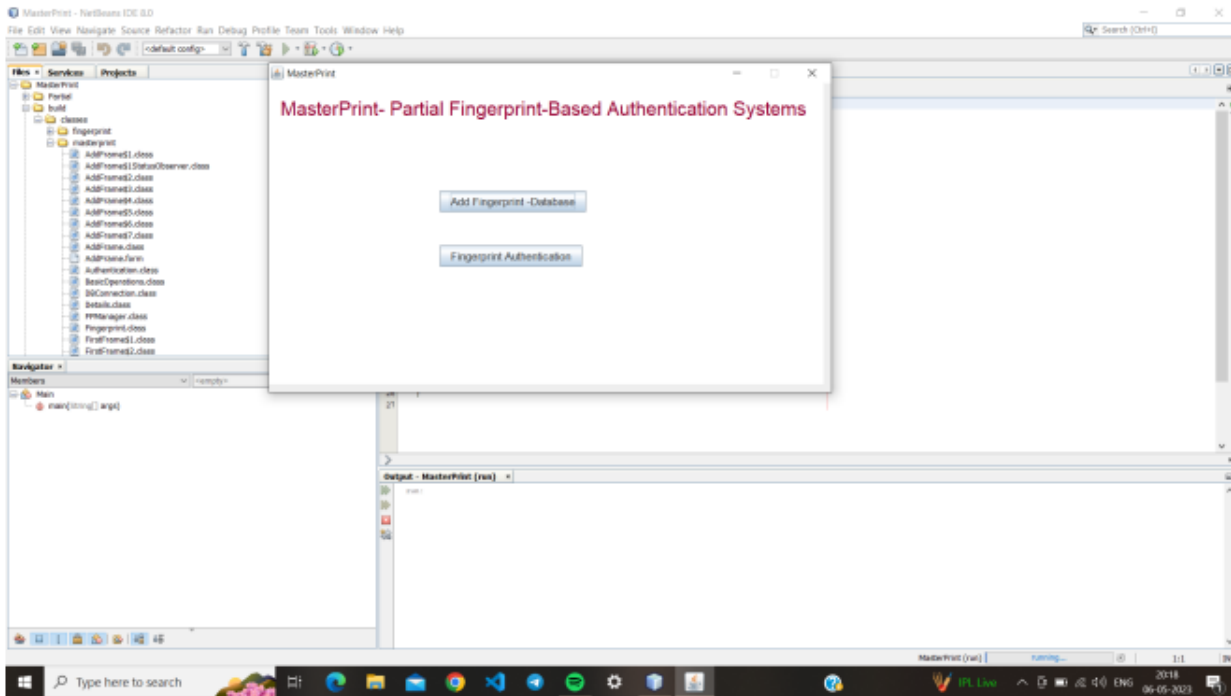 MasterPrint - NetBeans IDE 8.0
File Edit View Navigate Source Refactor Run Debug Profile Team Tools Window Help
Search (Ctrl+I)
<default config>
Files Services Projects
MasterPrint
MasterPrint
Partial
build
classes
fingerprint
masterprint
AddFrame$1.class
AddFrame$1StatusObserver.class
AddFrame$2.class
AddFrame$3.class
AddFrame$4.class
AddFrame$5.class
AddFrame$6.class
AddFrame$7.class
AddFrame.class
AddFrame.form
Authentication.class
BasicOperations.class
DBConnection.class
Details.class
FPManager.class
Fingerprint.class
FirstFrame$1.class
FirstFrame$2.class
MasterPrint- Partial Fingerprint-Based Authentication Systems
Add Fingerprint -Database
Fingerprint Authentication
Navigator
Members
<empty>
Main
main(String[] args)
27
Output - MasterPrint (run)
run:
MasterPrint (run)
running...
1:1
Type here to search
IPL Live
ENG
20:18
06-05-2023